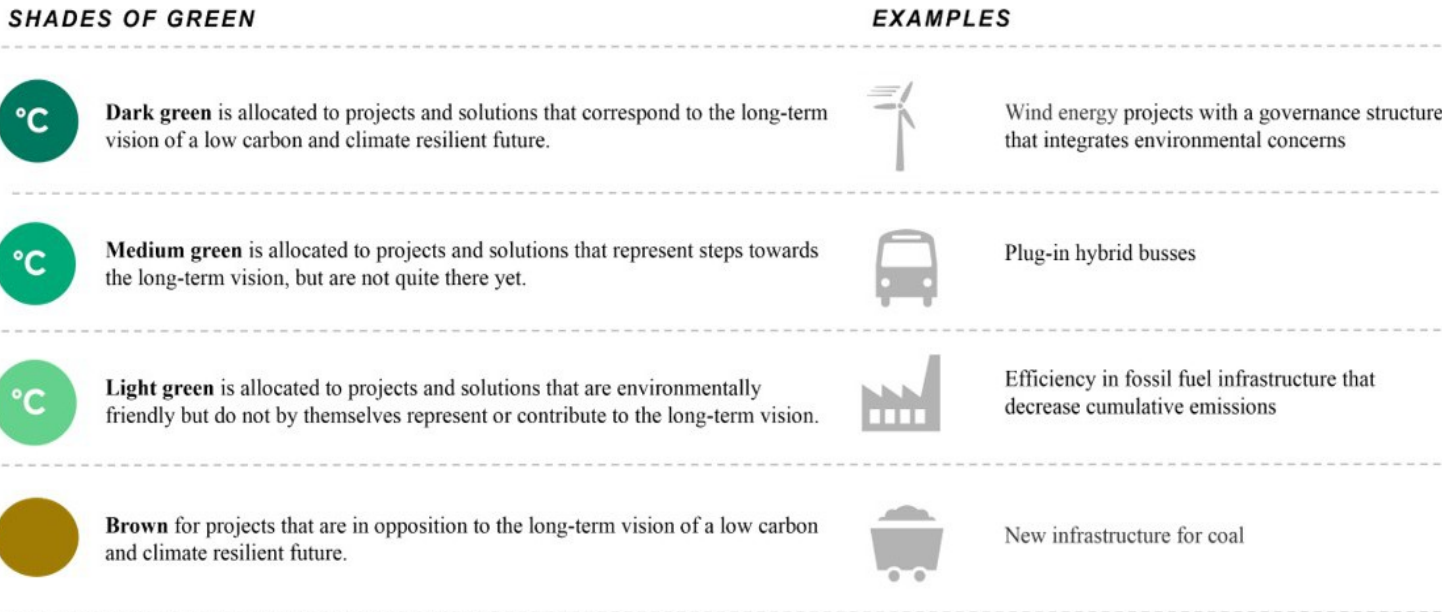 SHADES OF GREEN
EXAMPLES
°C
Dark green is allocated to projects and solutions that correspond to the long-term
vision of a low carbon and climate resilient future.
Wind energy projects with a governance structure
that integrates environmental concerns
°C
Medium green is allocated to projects and solutions that represent steps towards
the long-term vision, but are not quite there yet.
Plug-in hybrid busses
°C
Light green is allocated to projects and solutions that are environmentally
friendly but do not by themselves represent or contribute to the long-term vision.
Efficiency in fossil fuel infrastructure that
decrease cumulative emissions
Brown for projects that are in opposition to the long-term vision of a low carbon
and climate resilient future.
New infrastructure for coal